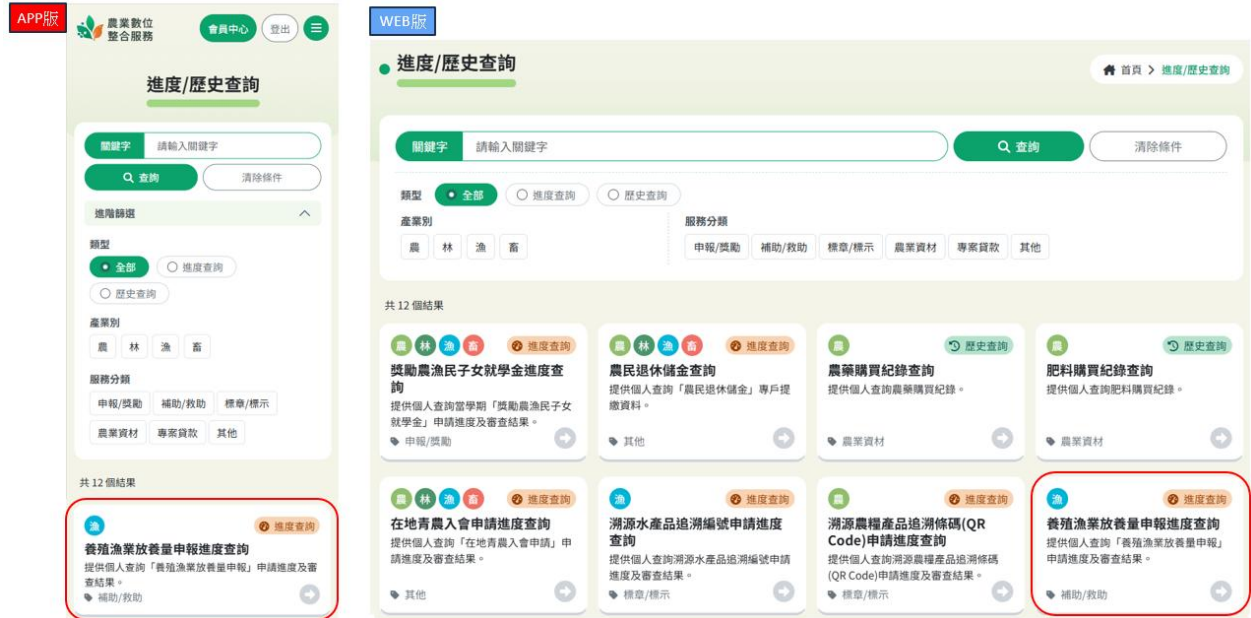 APP版
農業數位
整合服務
會員中心
登出
進度/歷史查詢
關鍵字 請輸入關鍵字
查詢 清除條件
進階篩選
類型
全部 進度查詢
歷史查詢
產業別
農 林 漁 畜
服務分類
申報/獎勵 補助/救助 標章/標示
農業資材 專案貸款 其他
共 12 個結果
漁 進度查詢
養殖漁業放養量申報進度查詢
提供個人查詢「養殖漁業放養量申報」申請進度及審
查結果。
補助/救助
WEB版
進度/歷史查詢
首頁 > 進度/歷史查詢
關鍵字 請輸入關鍵字 查詢 清除條件
類型 全部 進度查詢 歷史查詢
產業別
農 林 漁 畜
服務分類
申報/獎勵 補助/救助 標章/標示 農業資材 專案貸款 其他
共 12 個結果
農 林 漁 畜 進度查詢
獎勵農漁民子女就學金進度查
詢
提供個人查詢當學期「獎勵農漁民子女
就學金」申請進度及審查結果。
申報/獎勵
農 林 漁 畜 進度查詢
農民退休儲金查詢
提供個人查詢「農民退休儲金」專戶提
繳資料。
其他
農 歷史查詢
農藥購買紀錄查詢
提供個人查詢農藥購買紀錄。
農業資材
農 歷史查詢
肥料購買紀錄查詢
提供個人查詢肥料購買紀錄。
農業資材
農 林 漁 畜 進度查詢
在地青農入會申請進度查詢
提供個人查詢「在地青農入會申請」申
請進度及審查結果。
其他
漁 進度查詢
溯源水產品追溯編號申請進度
查詢
提供個人查詢溯源水產品追溯編號申請
進度及審查結果。
標章/標示
農 進度查詢
溯源農糧產品追溯條碼(QR
Code)申請進度查詢
提供個人查詢溯源農糧產品追溯條碼
(QR Code)申請進度及審查結果。
標章/標示
漁 進度查詢
養殖漁業放養量申報進度查詢
提供個人查詢「養殖漁業放養量申報」
申請進度及審查結果。
補助/救助